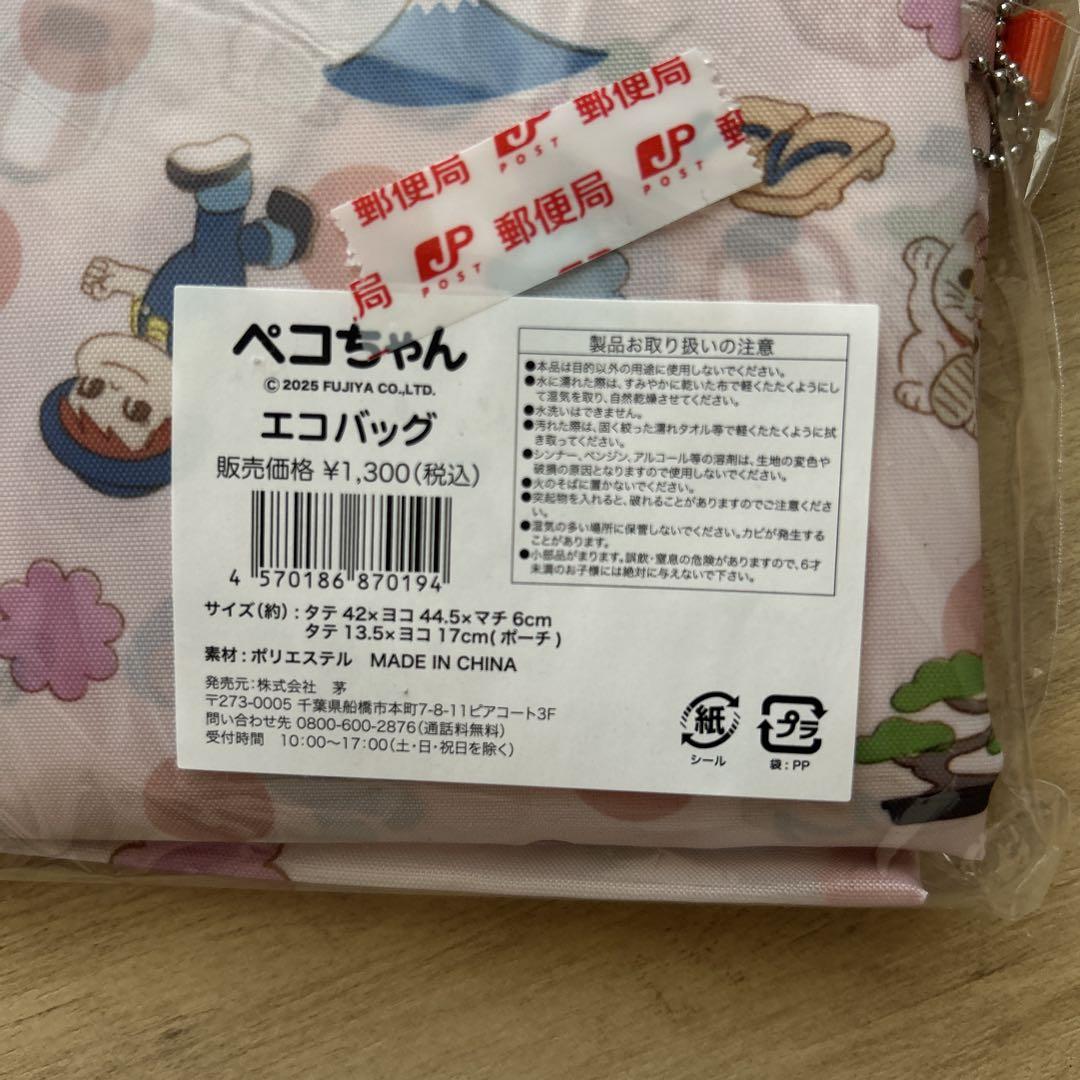 郵便局
JP POST
郵便局
JP POST
郵便局
JP POST
局
ペコちゃん
© 2025 FUJIYA CO.,LTD.
エコバッグ
販売価格 ¥1,300(税込)
4 570186 870194
サイズ(約):タテ 42×ヨコ 44.5×マチ 6cm
タテ 13.5×ヨコ 17cm(ポーチ)
素材:ポリエステル MADE IN CHINA
発売元:株式会社 茅
〒273-0005 千葉県船橋市本町7-8-11ピアコート3F
問い合わせ先 0800-600-2876(通話料無料)
受付時間 10:00〜17:00(土・日・祝日を除く)
製品お取り扱いの注意
●本品は目的以外の用途に使用しないでください。
●水に濡れた際は、すみやかに乾いた布で軽くたたくようにし
て湿気を取り、自然乾燥させてください。
●水洗いはできません。
●汚れた際は、固く絞った濡れタオル等で軽くたたくように拭
き取ってください。
●シンナー、ベンジン、アルコール等の溶剤は、生地の変色や
破損の原因となりますので使用しないでください。
●火のそばに置かないでください。
●突起物を入れると、破れることがありますのでご注意くださ
い。
●湿気の多い場所に保管しないでください。カビが発生する
ことがあります。
●小部品がまります。誤飲・窒息の危険がありますので、6才
未満のお子様には絶対に与えないで下さい。
紙
シール
プラ
袋:PP